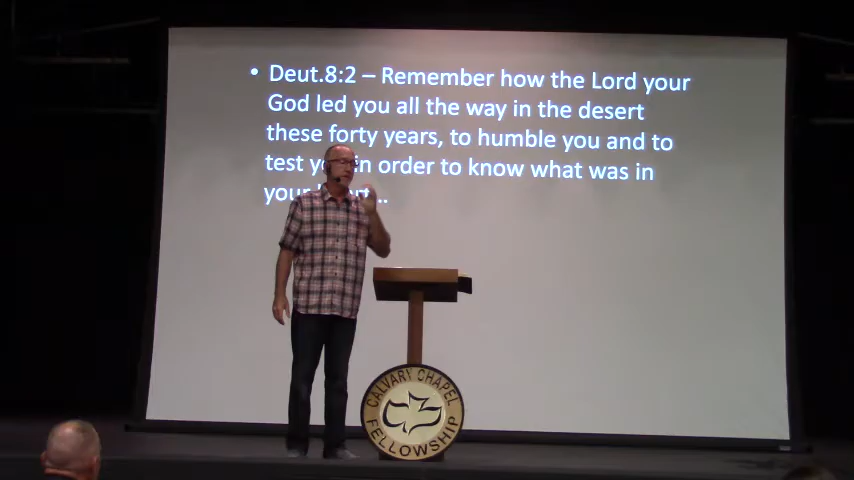 • Deut.8:2 – Remember how the Lord your
God led you all the way in the desert
these forty years, to humble you and to
test in order to know what was in
your
CALVARY CHAPEL
FELLOWSHIP